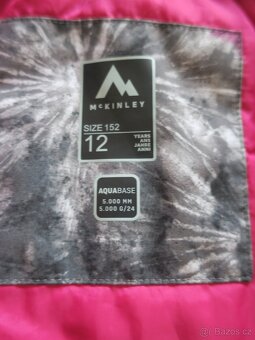 McKINLEY
SIZE 152
12
YEARS
ANS
JAHRE
ANNI
AQUABASE
5.000 MM
5.000 G/24
Bazos.cz